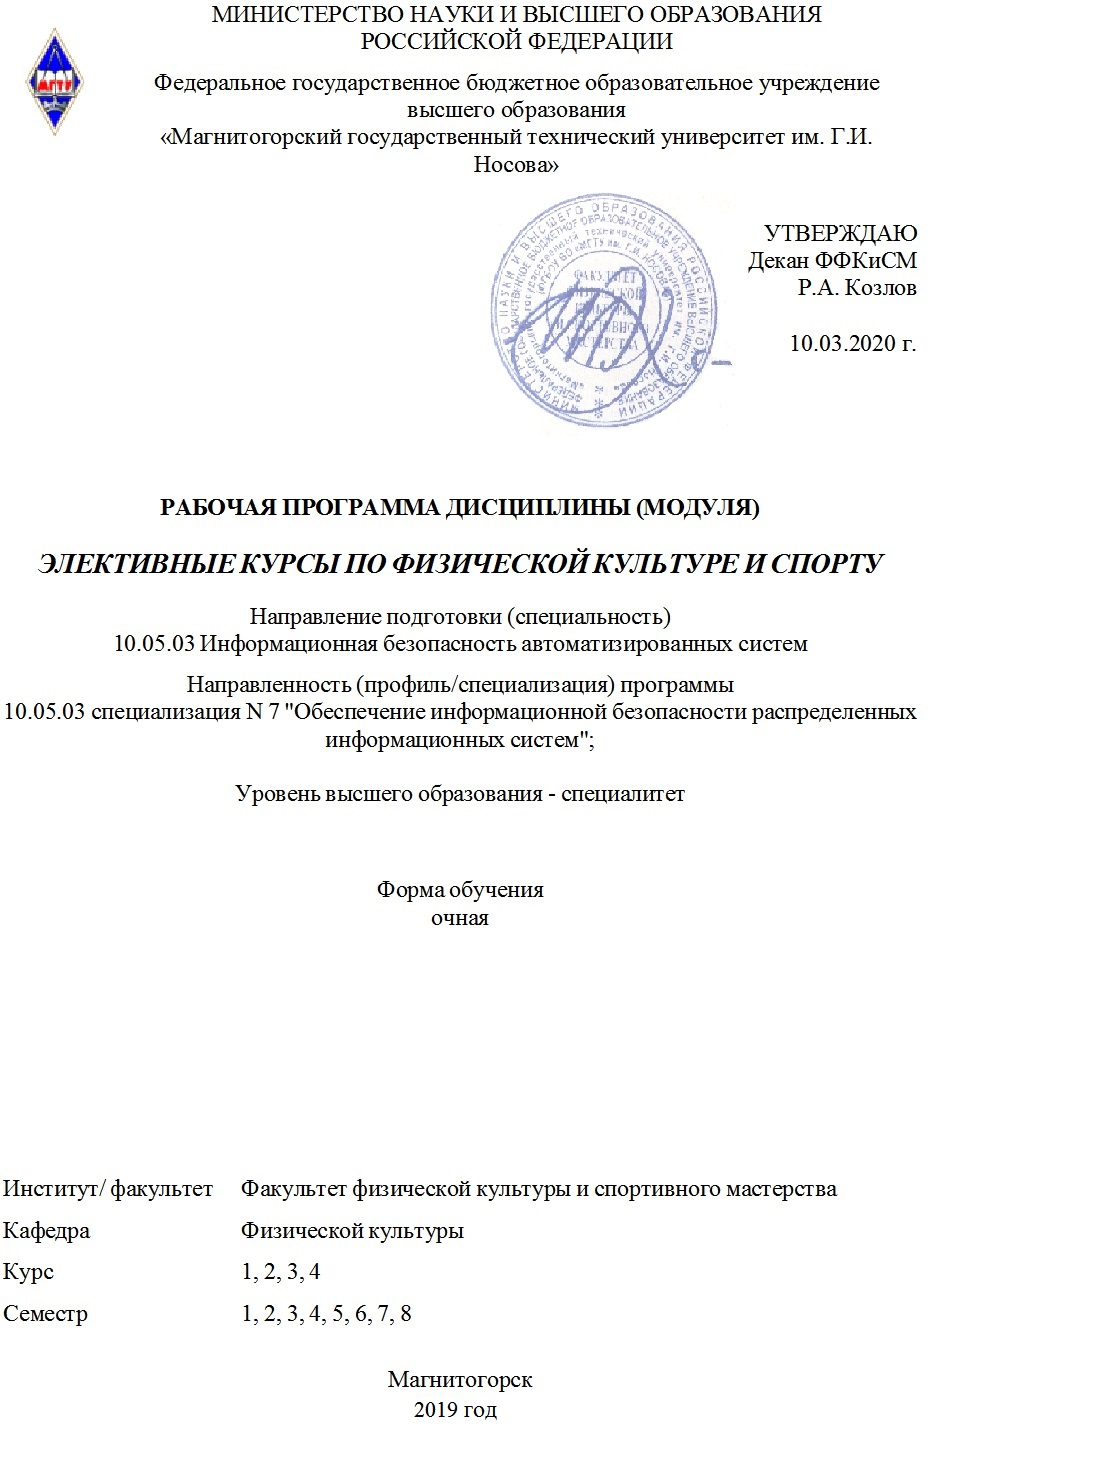 МИНИСТЕРСТВО НАУКИ И ВЫСШЕГО ОБРАЗОВАНИЯ
РОССИЙСКОЙ ФЕДЕРАЦИИ
МГТУ
Федеральное государственное бюджетное образовательное учреждение
высшего образования
«Магнитогорский государственный технический университет им. Г.И.
Носова»
УТВЕРЖДАЮ
Декан ФФКиСМ
Р.А. Козлов
10.03.2020 г.
ФАКУЛЬТЕТ
РАБОЧАЯ ПРОГРАММА ДИСЦИПЛИНЫ (МОДУЛЯ)
ЭЛЕКТИВНЫЕ КУРСЫ ПО ФИЗИЧЕСКОЙ КУЛЬТУРЕ И СПОРТУ
Направление подготовки (специальность)
10.05.03 Информационная безопасность автоматизированных систем
Направленность (профиль/специализация) программы
10.05.03 специализация N 7 "Обеспечение информационной безопасности распределенных
информационных систем";
Уровень высшего образования - специалитет
Форма обучения
очная
Институт/ факультет Факультет физической культуры и спортивного мастерства
Кафедра Физической культуры
Курс 1, 2, 3, 4
Семестр 1, 2, 3, 4, 5, 6, 7, 8
Магнитогорск
2019 год